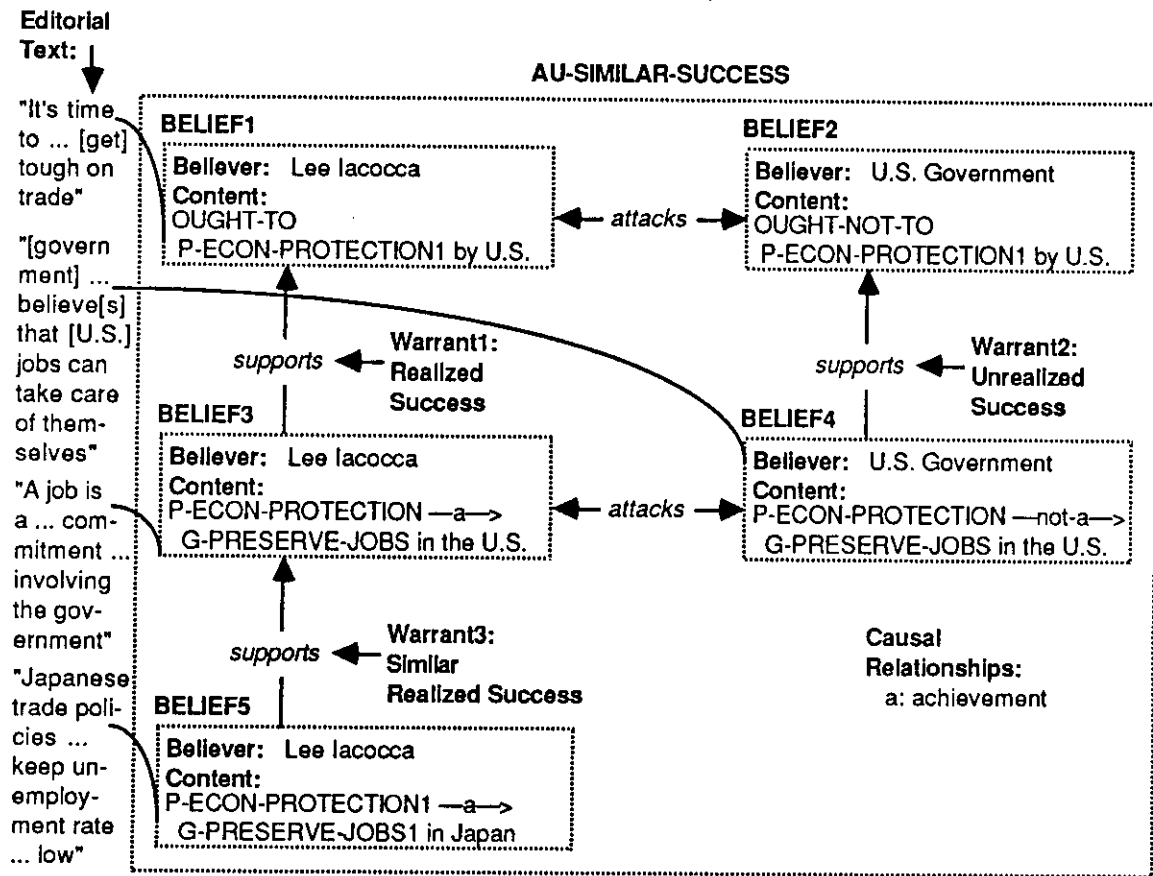 Editorial
Text:
"It's time
to ... [get]
tough on
trade"
"[govern
ment] ...
believe[s]
that [U.S.]
jobs can
take care
of them-
selves"
"A job is
a ... com-
mitment ...
involving
the gov-
ernment"
"Japanese
trade poli-
cies ...
keep un-
employ-
ment rate
... low"
AU-SIMILAR-SUCCESS
BELIEF1
Believer: Lee Iacocca
Content:
OUGHT-TO
P-ECON-PROTECTION1 by U.S.
attacks
BELIEF2
Believer: U.S. Government
Content:
OUGHT-NOT-TO
P-ECON-PROTECTION1 by U.S.
supports
Warrant1:
Realized
Success
supports
Warrant2:
Unrealized
Success
BELIEF3
Believer: Lee Iacocca
Content:
P-ECON-PROTECTION —a—>
G-PRESERVE-JOBS in the U.S.
attacks
BELIEF4
Believer: U.S. Government
Content:
P-ECON-PROTECTION —not-a—>
G-PRESERVE-JOBS in the U.S.
supports
Warrant3:
Similar
Realized Success
Causal
Relationships:
a: achievement
BELIEF5
Believer: Lee Iacocca
Content:
P-ECON-PROTECTION1 —a—>
G-PRESERVE-JOBS1 in Japan